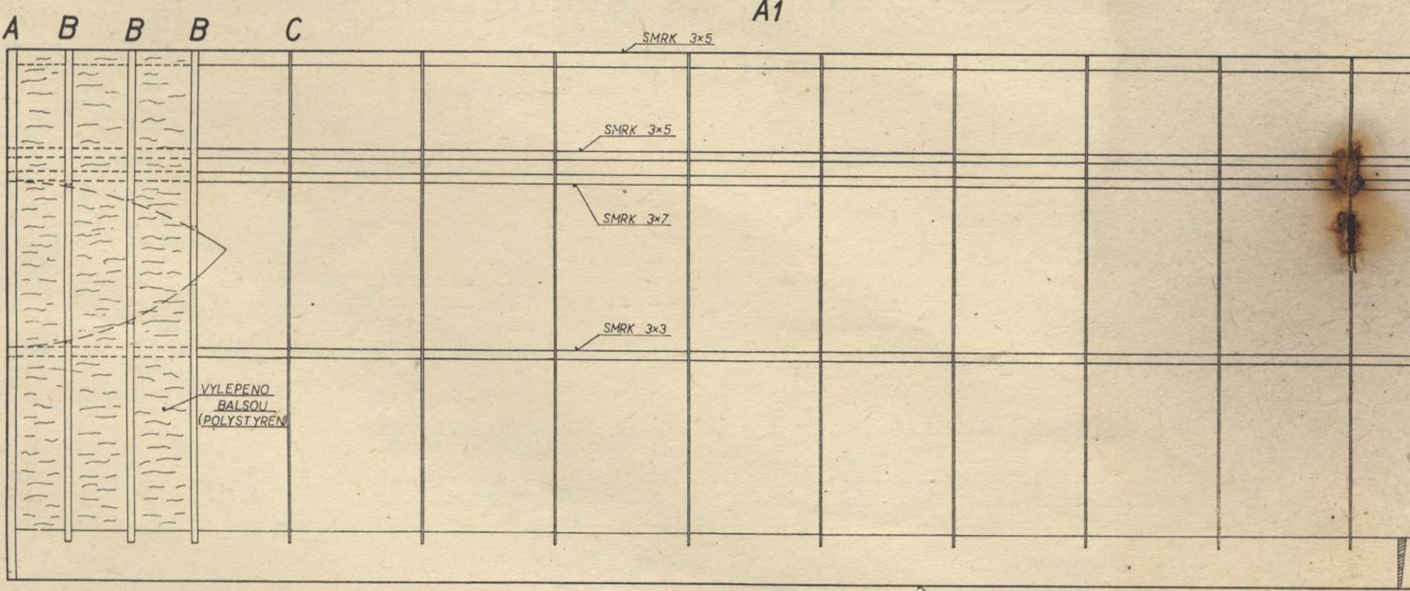 A1
A B B B C
SMRK 3×5
SMRK 3×5
SMRK 3×7
SMRK 3×3
VYLEPENO
BALSOU
(POLYSTYREN)